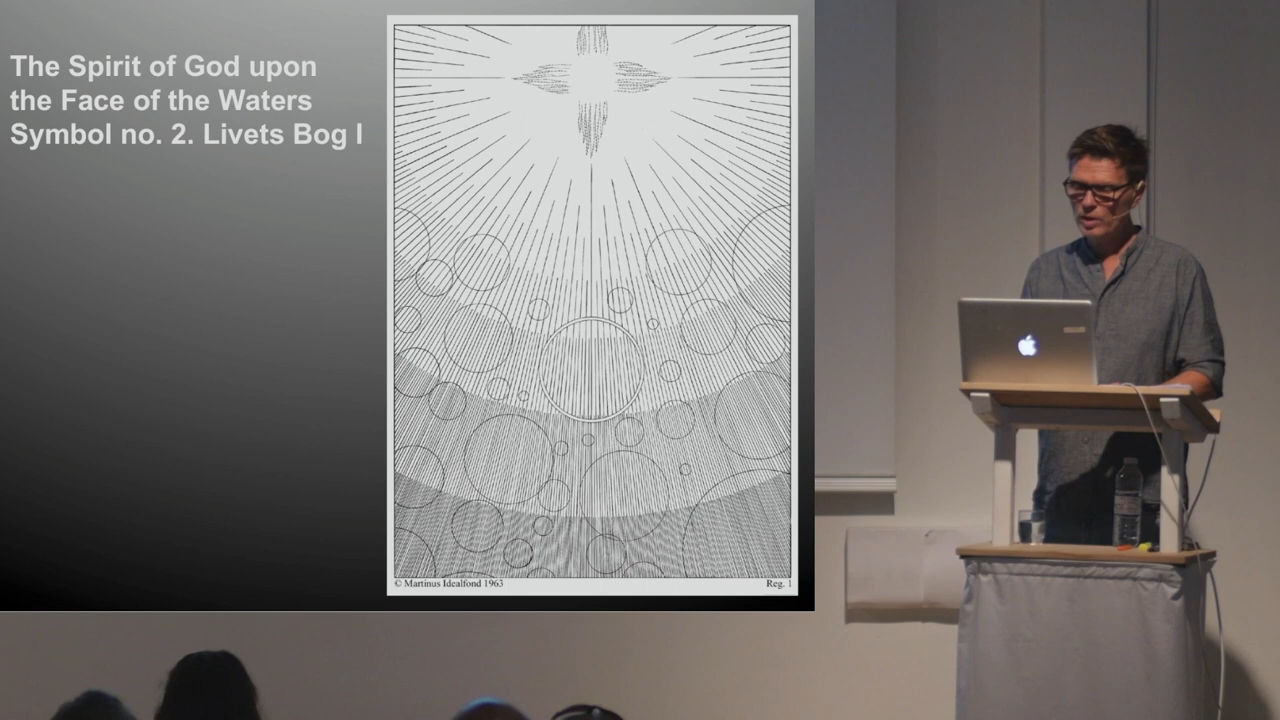 The Spirit of God upon
the Face of the Waters
Symbol no. 2. Livets Bog I
© Martinus Idealfond 1963
Reg. 1